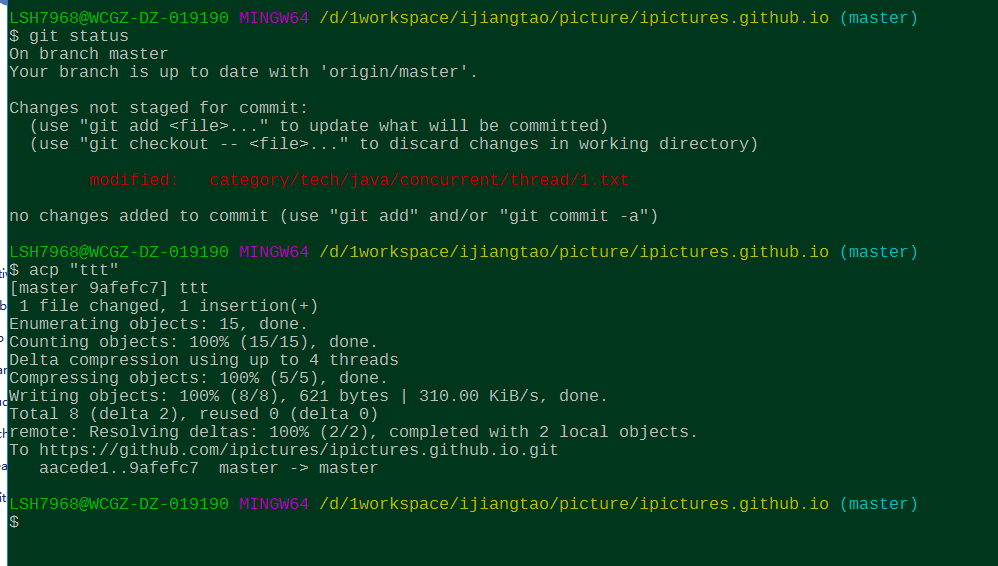 LSH7968@WCGZ-DZ-019190 MINGW64 /d/1workspace/ijiangtao/picture/ipictures.github.io (master)
$ git status
On branch master
Your branch is up to date with 'origin/master'.
Changes not staged for commit:
  (use "git add <file>..." to update what will be committed)
  (use "git checkout -- <file>..." to discard changes in working directory)
        modified:   category/tech/java/concurrent/thread/1.txt
no changes added to commit (use "git add" and/or "git commit -a")
LSH7968@WCGZ-DZ-019190 MINGW64 /d/1workspace/ijiangtao/picture/ipictures.github.io (master)
$ acp "ttt"
[master 9afefc7] ttt
 1 file changed, 1 insertion(+)
Enumerating objects: 15, done.
Counting objects: 100% (15/15), done.
Delta compression using up to 4 threads
Compressing objects: 100% (5/5), done.
Writing objects: 100% (8/8), 621 bytes | 310.00 KiB/s, done.
Total 8 (delta 2), reused 0 (delta 0)
remote: Resolving deltas: 100% (2/2), completed with 2 local objects.
To https://github.com/ipictures/ipictures.github.io.git
   aacede1..9afefc7  master -> master
LSH7968@WCGZ-DZ-019190 MINGW64 /d/1workspace/ijiangtao/picture/ipictures.github.io (master)
$